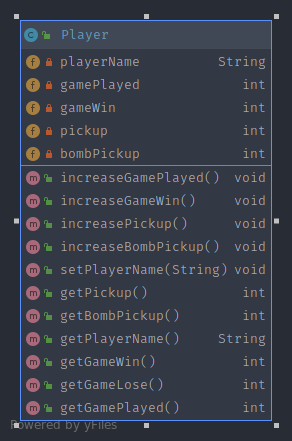 C Player
f playerName String
f gamePlayed int
f gameWin int
f pickup int
f bombPickup int
m increaseGamePlayed() void
m increaseGameWin() void
m increasePickup() void
m increaseBombPickup() void
m setPlayerName(String) void
m getPickup() int
m getBombPickup() int
m getPlayerName() String
m getGameWin() int
m getGameLose() int
m getGamePlayed() int
Powered by yFiles